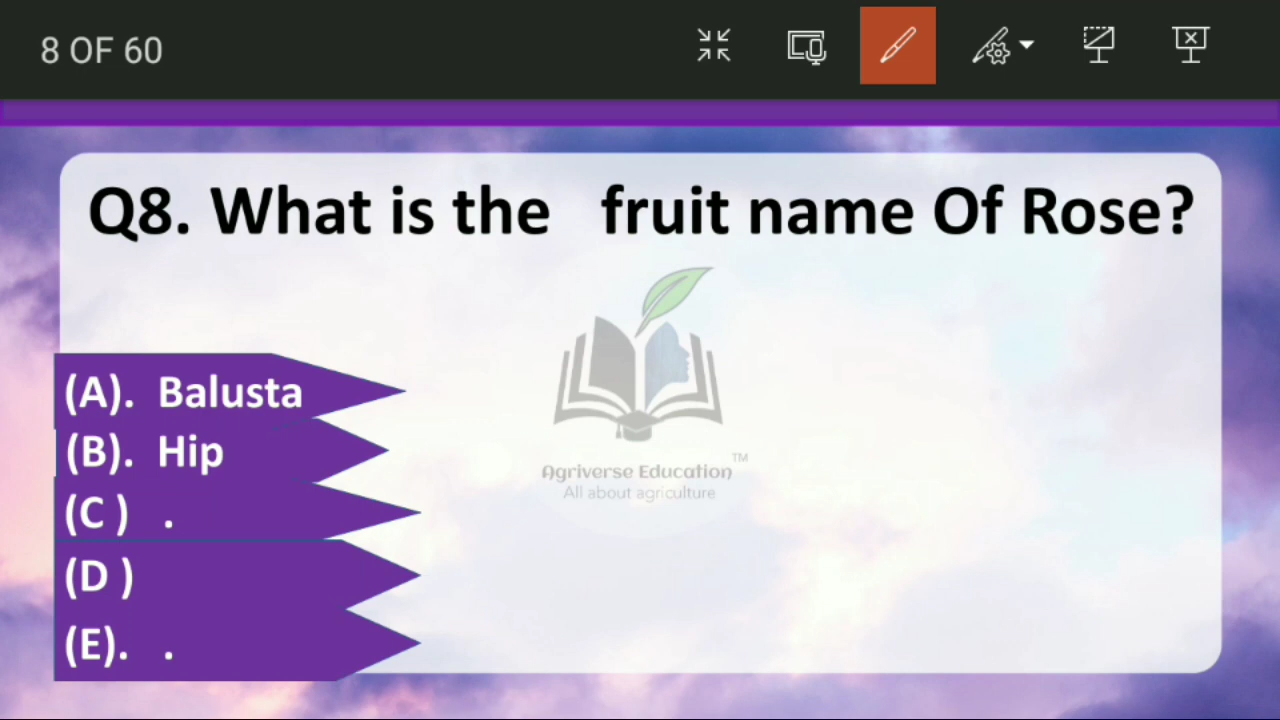 8 OF 60
Q8. What is the fruit name Of Rose?
(A). Balusta
(B). Hip
(C ) .
(D )
(E). .
Agriverse Education TM
All about agriculture